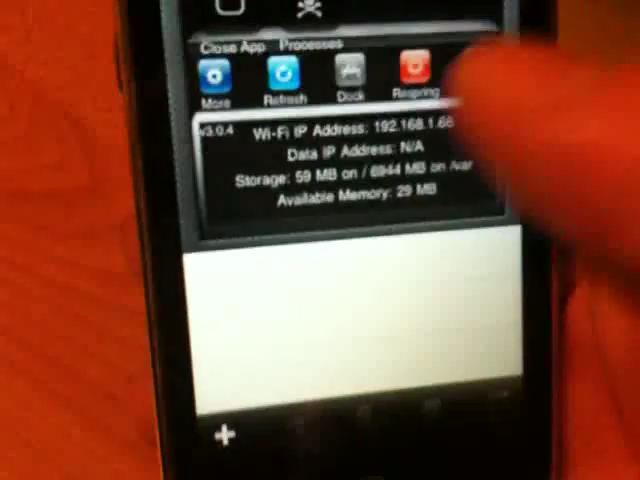 Close App Processes
More Refresh Dock Respring
v3.0.4 Wi-Fi IP Address: 192.168.1.66
Data IP Address: N/A
Storage: 59 MB on / 6944 MB on /var
Available Memory: 29 MB